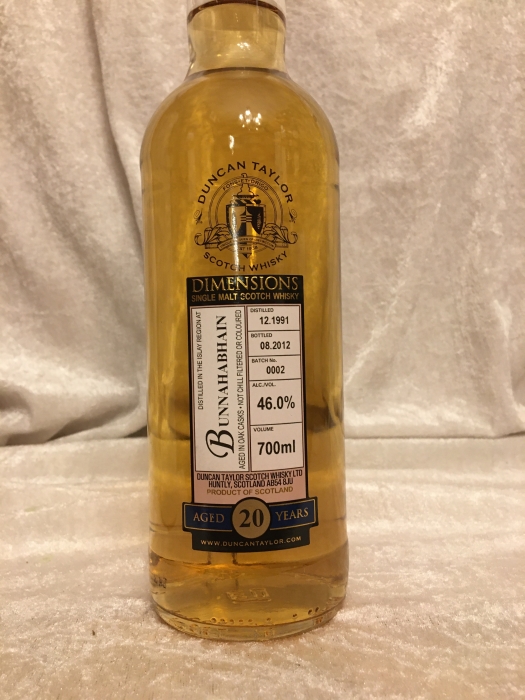 DUNCAN TAYLOR
SCOTCH WHISKY
DIMENSIONS
SINGLE MALT SCOTCH WHISKY
DISTILLED IN THE ISLAY REGION AT
BUNNAHABHAIN
AGED IN OAK CASKS • NOT CHILL FILTERED OR COLOURED
DISTILLED
12.1991
BOTTLED
08.2012
BATCH No.
0002
ALC./VOL.
46.0%
VOLUME
700ml
DUNCAN TAYLOR SCOTCH WHISKY LTD
HUNTLY, SCOTLAND AB54 8JU
PRODUCT OF SCOTLAND
AGED 20 YEARS
WWW.DUNCANTAYLOR.COM